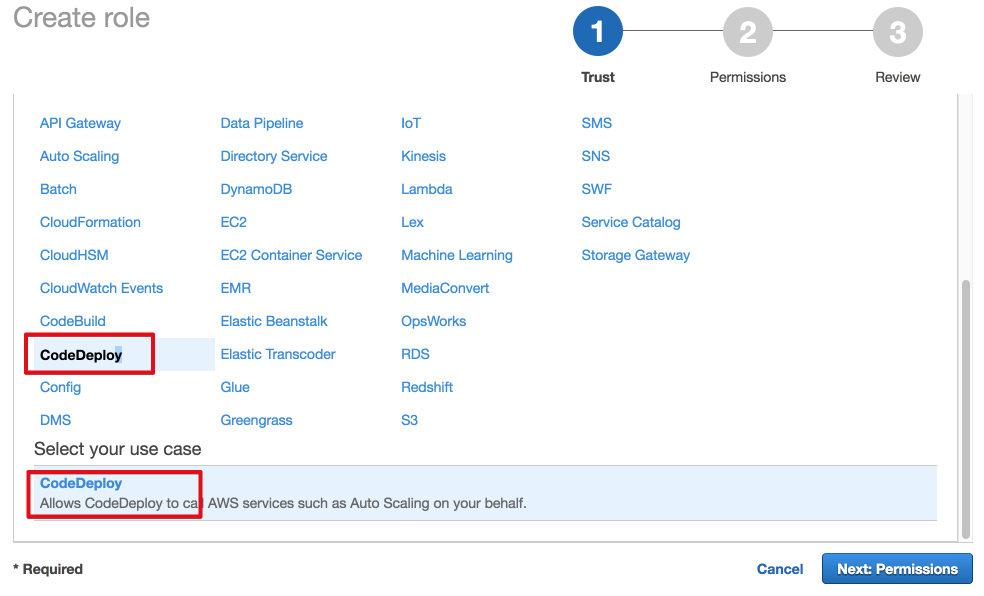 Create role
1
2
3
Trust
Permissions
Review
API Gateway
Data Pipeline
IoT
SMS
Auto Scaling
Directory Service
Kinesis
SNS
Batch
DynamoDB
Lambda
SWF
CloudFormation
EC2
Lex
Service Catalog
CloudHSM
EC2 Container Service
Machine Learning
Storage Gateway
CloudWatch Events
EMR
MediaConvert
CodeBuild
Elastic Beanstalk
OpsWorks
CodeDeploy
Elastic Transcoder
RDS
Config
Glue
Redshift
DMS
Greengrass
S3
Select your use case
CodeDeploy
Allows CodeDeploy to call AWS services such as Auto Scaling on your behalf.
* Required
Cancel
Next: Permissions